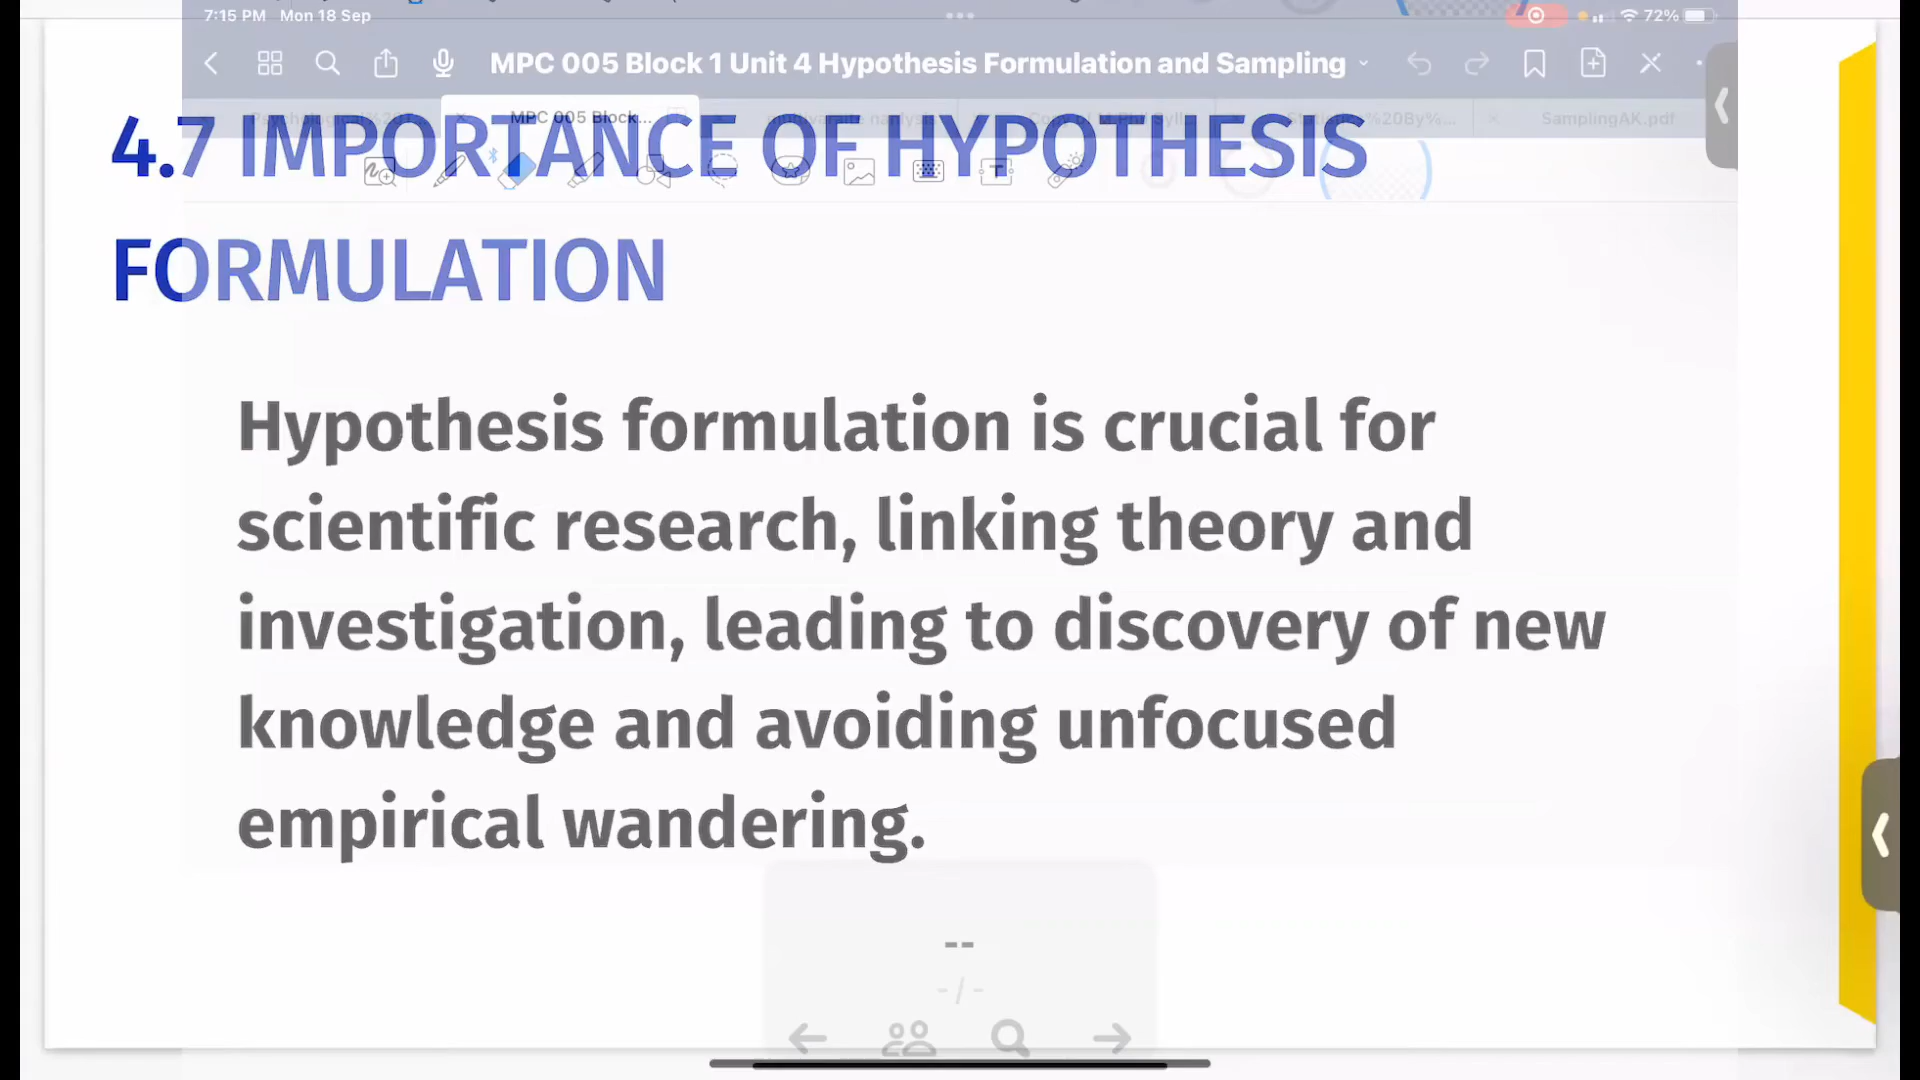 7:15 PM Mon 18 Sep
72%
MPC 005 Block 1 Unit 4 Hypothesis Formulation and Sampling
MPC 005 Block...
SamplingAK.pdf
4.7 IMPORTANCE OF HYPOTHESIS
FORMULATION
Hypothesis formulation is crucial for
scientific research, linking theory and
investigation, leading to discovery of new
knowledge and avoiding unfocused
empirical wandering.
--
- / -